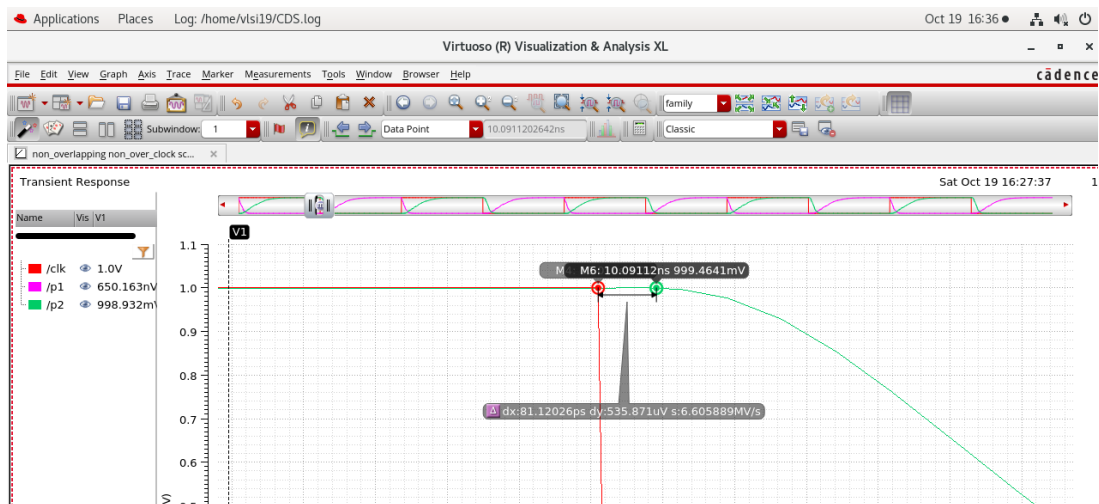 Applications Places Log: /home/vlsi19/CDS.log Oct 19 16:36
Virtuoso (R) Visualization & Analysis XL
File Edit View Graph Axis Trace Marker Measurements Tools Window Browser Help cādence
family
Subwindow: 1 Data Point 10.0911202642ns Classic
non_overlapping non_over_clock sc...
Transient Response Sat Oct 19 16:27:37 1
Name Vis V1
V1
/clk 1.0V
/p1 650.163nV
/p2 998.932mV
M6: 10.09112ns 999.4641mV
dx:81.12026ps dy:535.871uV s:6.605889MV/s
1.1
1.0
0.9
0.8
0.7
0.6